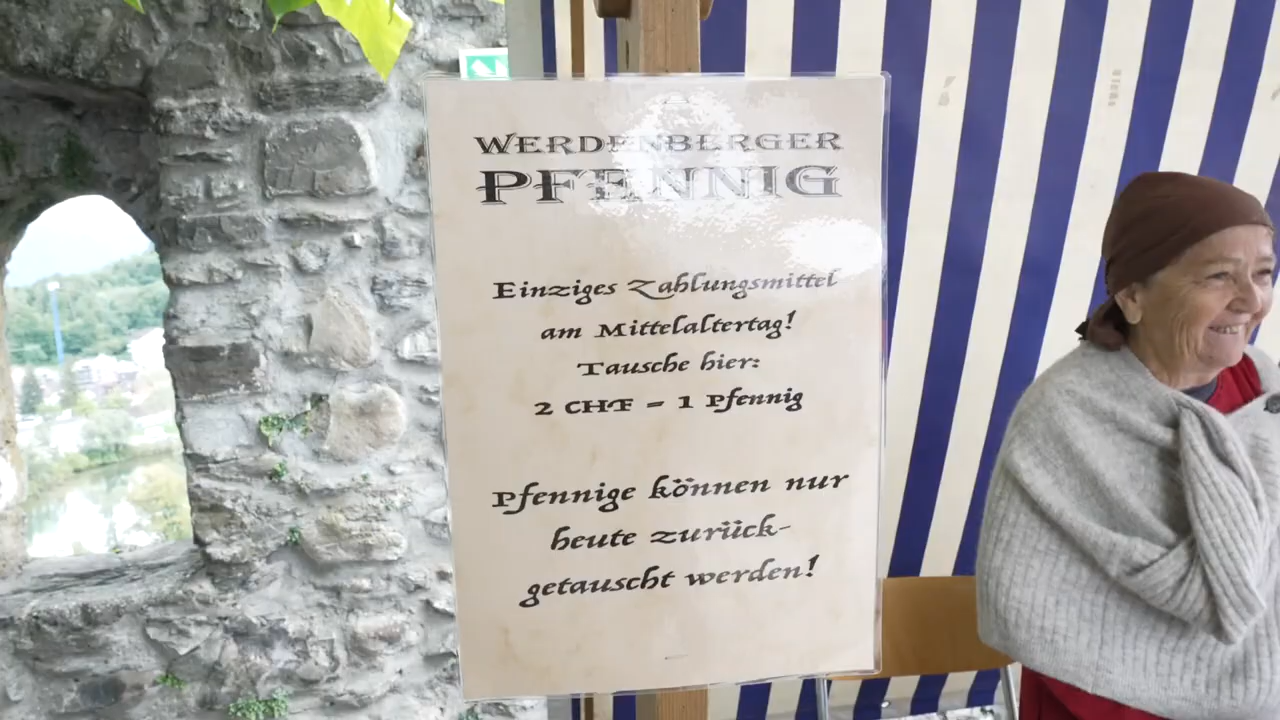 WERDENBERGER
PFENNIG
Einziges Zahlungsmittel
am Mittelaltertag!
Tausche hier:
2 CHF = 1 Pfennig
Pfennige können nur
heute zurück-
getauscht werden!